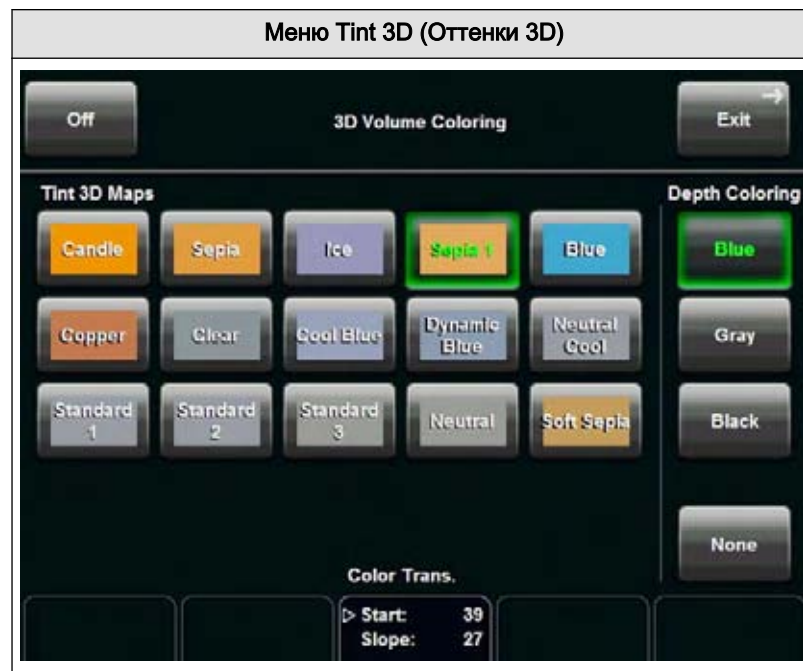 Меню Tint 3D (Оттенки 3D)
Off
3D Volume Coloring
Exit
Tint 3D Maps
Depth Coloring
Candle
Sepia
Ice
Sepia 1
Blue
Blue
Copper
Clear
Cool Blue
Dynamic
Blue
Neutral
Cool
Gray
Standard
1
Standard
2
Standard
3
Neutral
Soft Sepia
Black
None
Color Trans.
Start: 39
Slope: 27